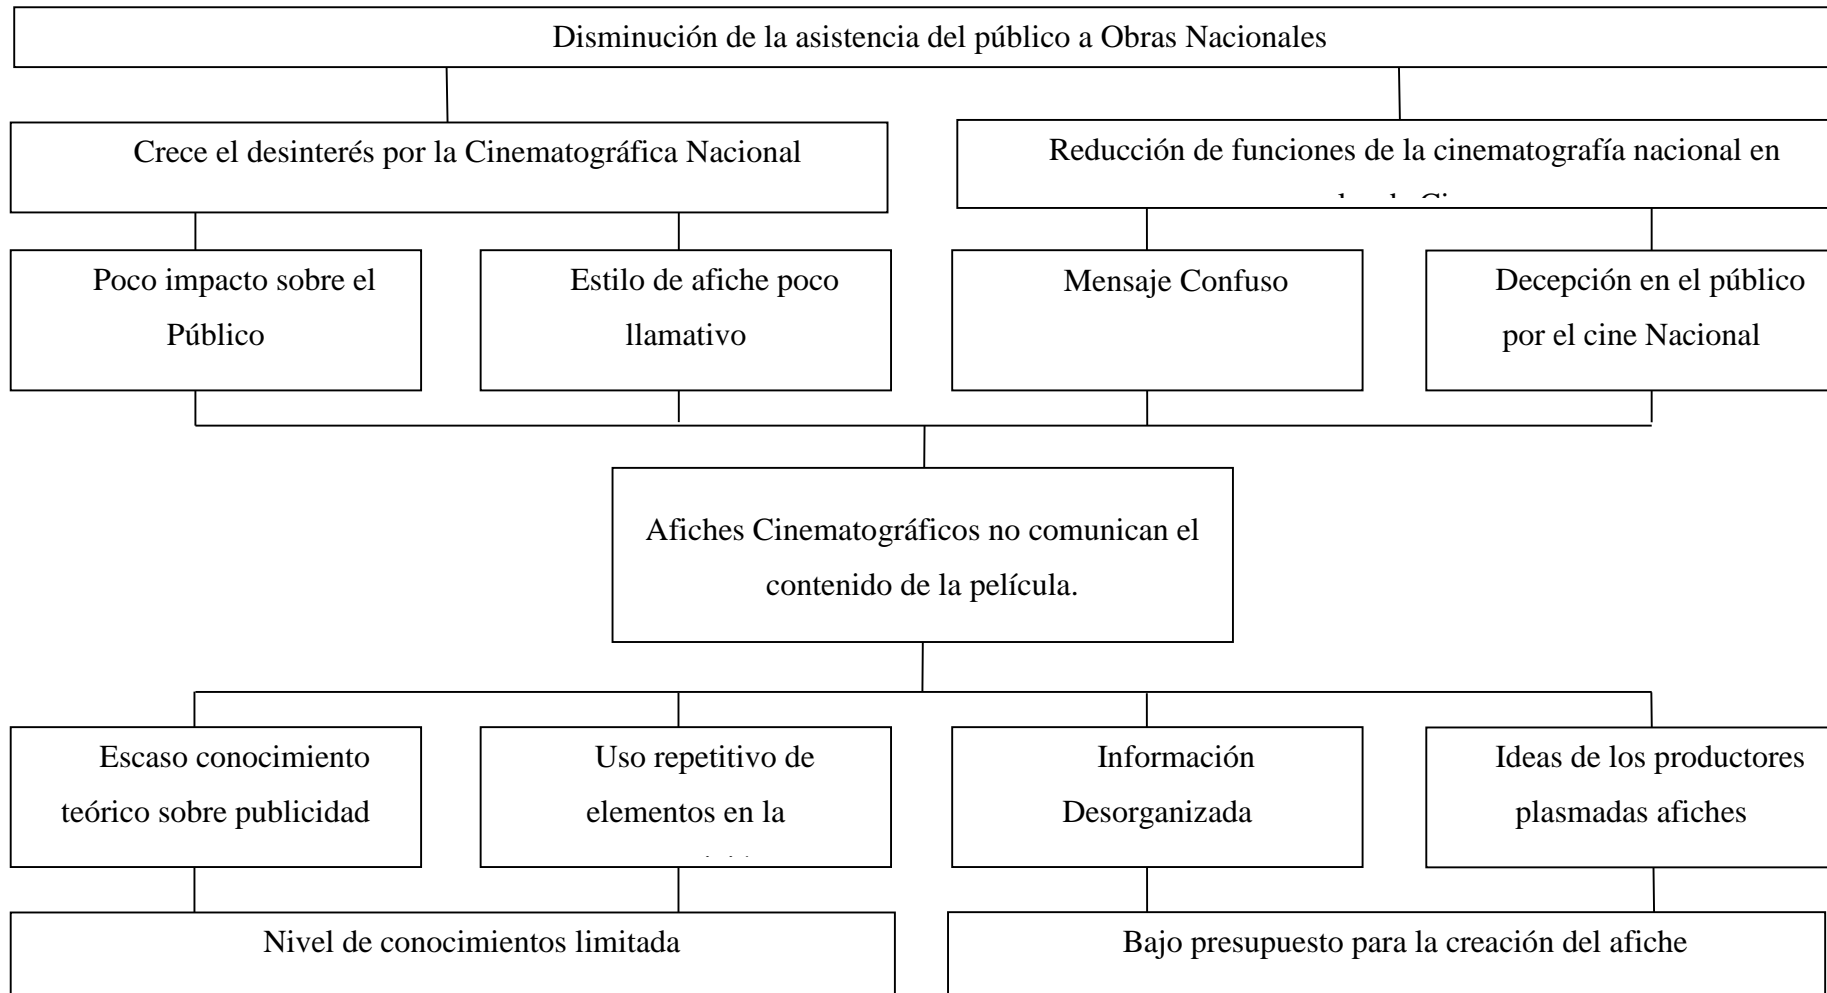 Disminución de la asistencia del público a Obras Nacionales
Crece el desinterés por la Cinematográfica Nacional
Reducción de funciones de la cinematografía nacional en
Poco impacto sobre el
Público
Estilo de afiche poco
llamativo
Mensaje Confuso
Decepción en el público
por el cine Nacional
Afiches Cinematográficos no comunican el
contenido de la película.
Escaso conocimiento
teórico sobre publicidad
Uso repetitivo de
elementos en la
Información
Desorganizada
Ideas de los productores
plasmadas afiches
Nivel de conocimientos limitada
Bajo presupuesto para la creación del afiche